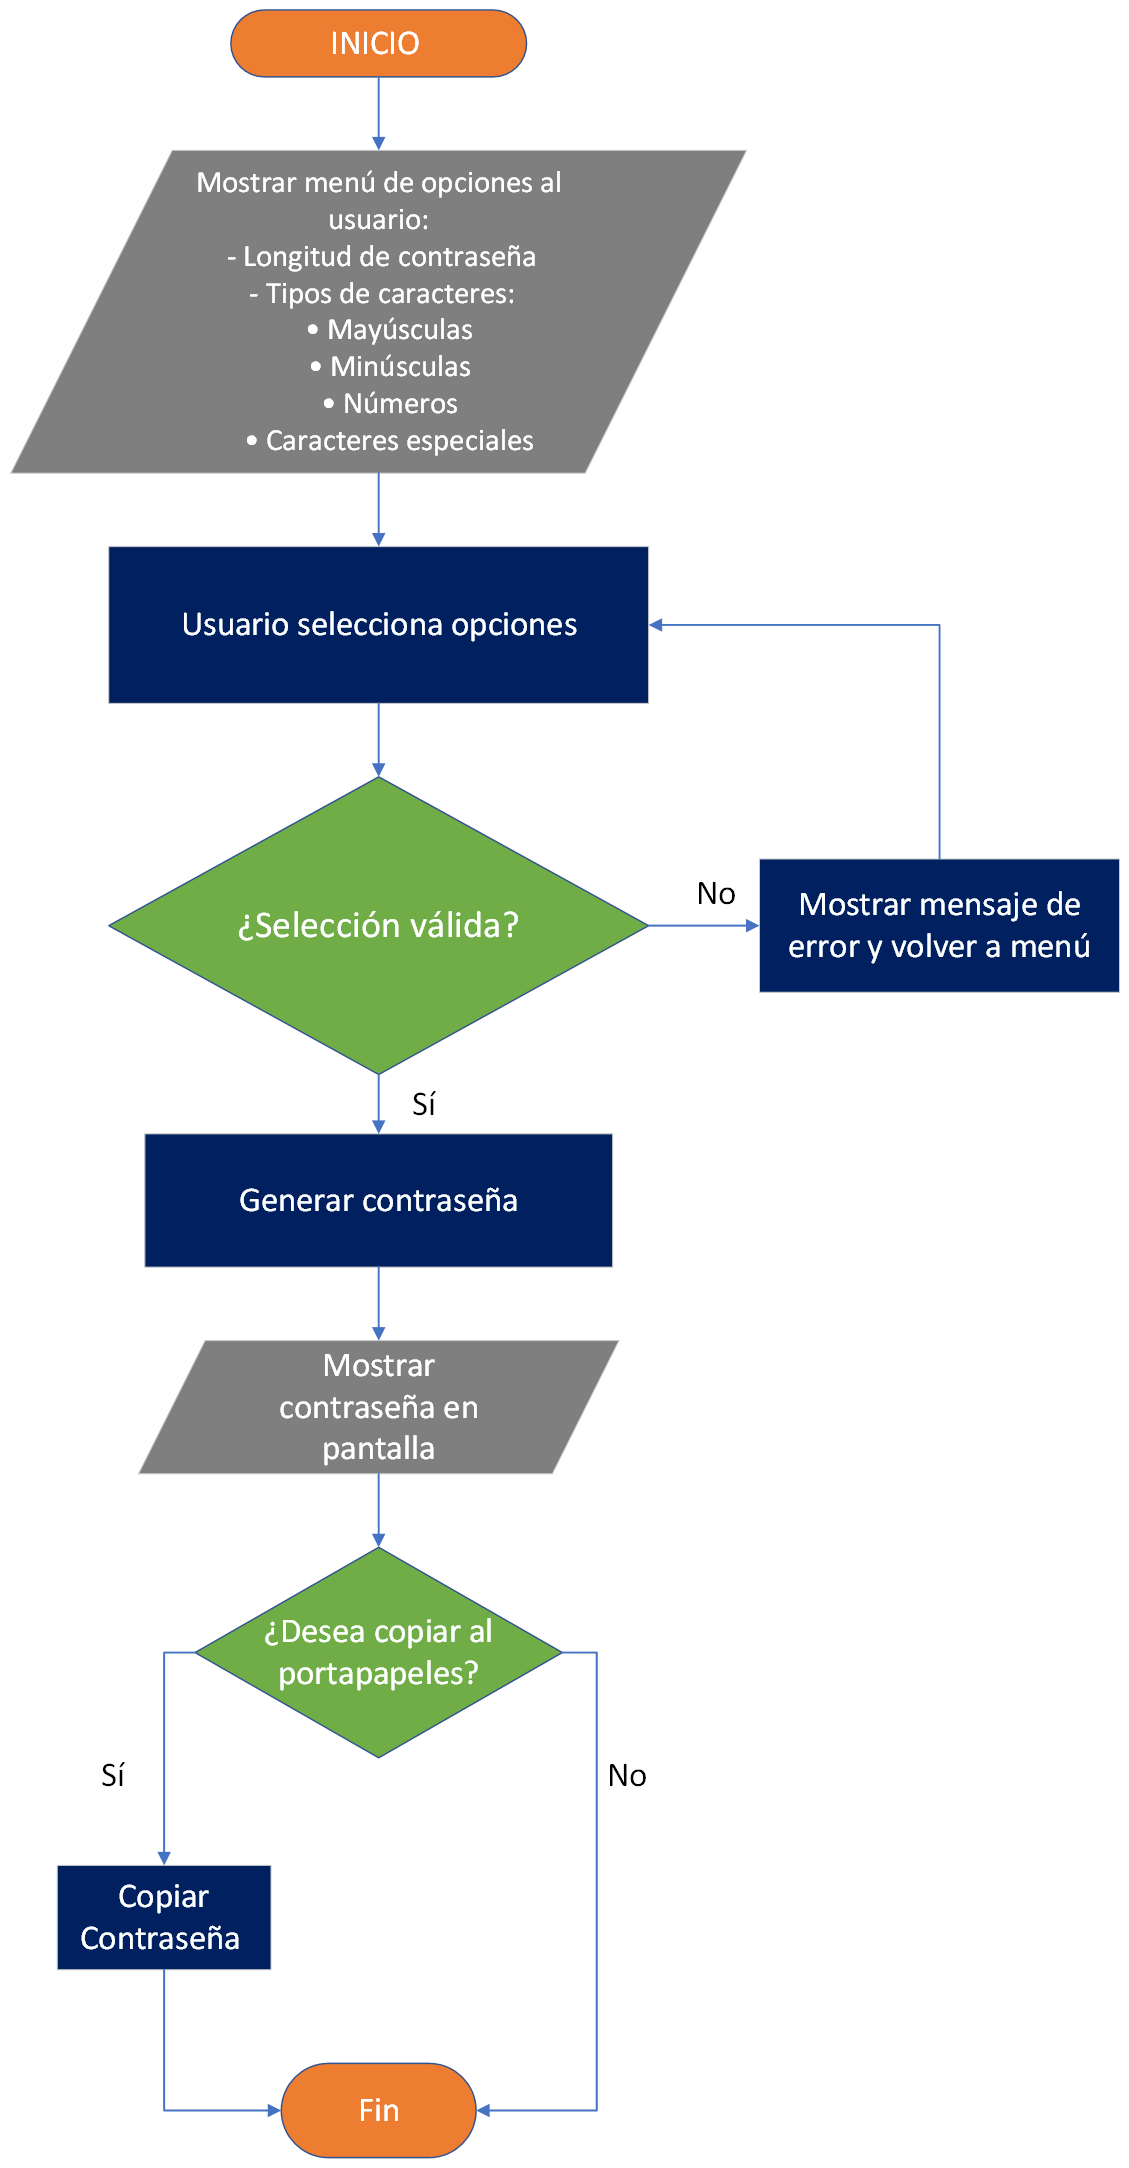 INICIO
Mostrar menú de opciones al
usuario:
- Longitud de contraseña
- Tipos de caracteres:
• Mayúsculas
• Minúsculas
• Números
• Caracteres especiales
Usuario selecciona opciones
¿Selección válida?
No
Mostrar mensaje de
error y volver a menú
Sí
Generar contraseña
Mostrar
contraseña en
pantalla
¿Desea copiar al
portapapeles?
Sí
No
Copiar
Contraseña
Fin